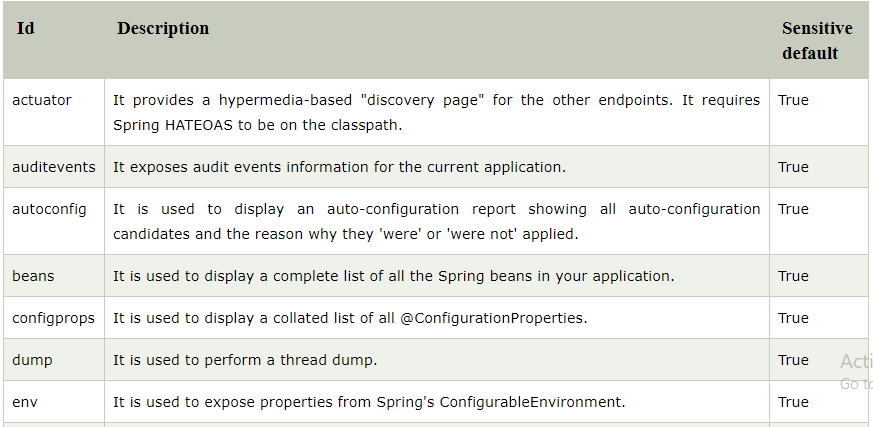 Id Description Sensitive
default
actuator It provides a hypermedia-based "discovery page" for the other endpoints. It requires True
Spring HATEOAS to be on the classpath.
auditevents It exposes audit events information for the current application. True
autoconfig It is used to display an auto-configuration report showing all auto-configuration True
candidates and the reason why they 'were' or 'were not' applied.
beans It is used to display a complete list of all the Spring beans in your application. True
configprops It is used to display a collated list of all @ConfigurationProperties. True
dump It is used to perform a thread dump. True
Acti
env It is used to expose properties from Spring's ConfigurableEnvironment. True
Go to